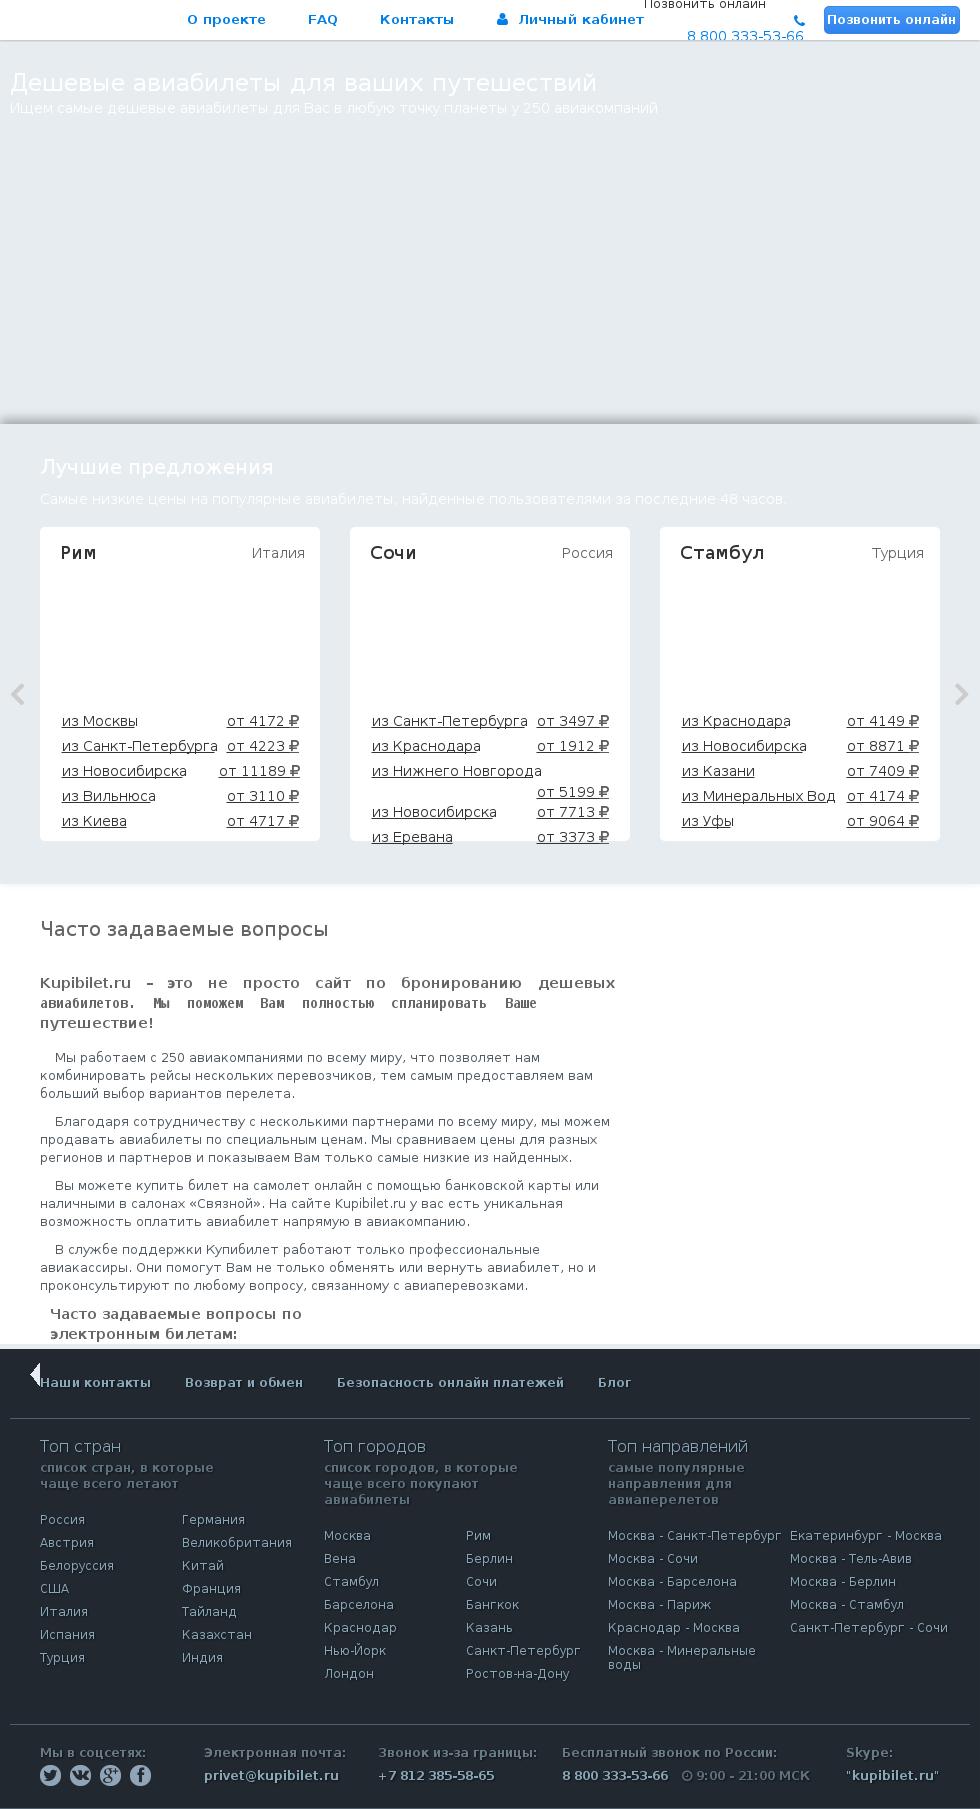 О проекте FAQ Контакты Личный кабинет Позвонить онлайн 8 800 333-53-66 Позвонить онлайн
Дешевые авиабилеты для ваших путешествий
Ищем самые дешевые авиабилеты для Вас в любую точку планеты у 250 авиакомпаний
Лучшие предложения
Самые низкие цены на популярные авиабилеты, найденные пользователями за последние 48 часов.
Рим Италия
из Москвы от 4172 ₽
из Санкт-Петербурга от 4223 ₽
из Новосибирска от 11189 ₽
из Вильнюса от 3110 ₽
из Киева от 4717 ₽
Сочи Россия
из Санкт-Петербурга от 3497 ₽
из Краснодара от 1912 ₽
из Нижнего Новгорода
от 5199 ₽
из Новосибирска от 7713 ₽
из Еревана от 3373 ₽
Стамбул Турция
из Краснодара от 4149 ₽
из Новосибирска от 8871 ₽
из Казани от 7409 ₽
из Минеральных Вод от 4174 ₽
из Уфы от 9064 ₽
Часто задаваемые вопросы
Kupibilet.ru – это не просто сайт по бронированию дешевых
авиабилетов. Мы поможем Вам полностью спланировать Ваше
путешествие!
Мы работаем с 250 авиакомпаниями по всему миру, что позволяет нам
комбинировать рейсы нескольких перевозчиков, тем самым предоставляем вам
больший выбор вариантов перелета.
Благодаря сотрудничеству с несколькими партнерами по всему миру, мы можем
продавать авиабилеты по специальным ценам. Мы сравниваем цены для разных
регионов и партнеров и показываем Вам только самые низкие из найденных.
Вы можете купить билет на самолет онлайн с помощью банковской карты или
наличными в салонах «Связной». На сайте Kupibilet.ru у вас есть уникальная
возможность оплатить авиабилет напрямую в авиакомпанию.
В службе поддержки Купибилет работают только профессиональные
авиакассиры. Они помогут Вам не только обменять или вернуть авиабилет, но и
проконсультируют по любому вопросу, связанному с авиаперевозками.
Часто задаваемые вопросы по
электронным билетам:
Наши контакты Возврат и обмен Безопасность онлайн платежей Блог
Топ стран
список стран, в которые
чаще всего летают
Россия Германия
Австрия Великобритания
Белоруссия Китай
США Франция
Италия Тайланд
Испания Казахстан
Турция Индия
Топ городов
список городов, в которые
чаще всего покупают
авиабилеты
Москва Рим
Вена Берлин
Стамбул Сочи
Барселона Бангкок
Краснодар Казань
Нью-Йорк Санкт-Петербург
Лондон Ростов-на-Дону
Топ направлений
самые популярные
направления для
авиаперелетов
Москва - Санкт-Петербург Екатеринбург - Москва
Москва - Сочи Москва - Тель-Авив
Москва - Барселона Москва - Берлин
Москва - Париж Москва - Стамбул
Краснодар - Москва Санкт-Петербург - Сочи
Москва - Минеральные
воды
Мы в соцсетях: Электронная почта: Звонок из-за границы: Бесплатный звонок по России: Skype:
privet@kupibilet.ru +7 812 385-58-65 8 800 333-53-66 9:00 - 21:00 МСК "kupibilet.ru"